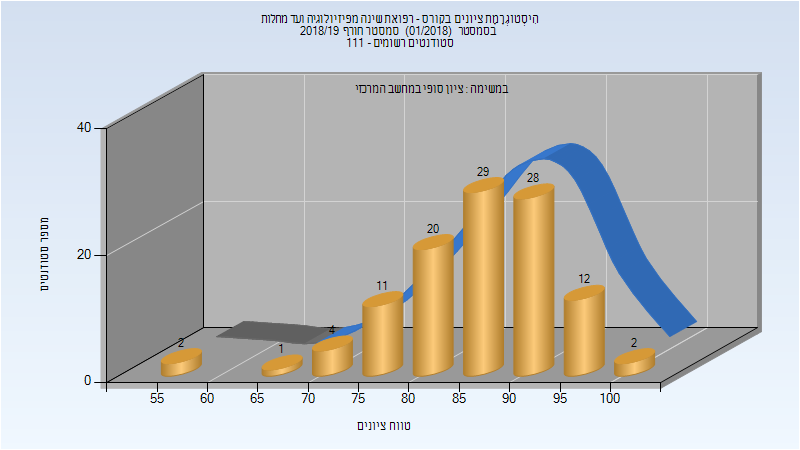 הִיסְטוֹגְרָמַת ציונים בקורס - רפואת שינה מפיזיולוגיה ועד מחלות
בסמסטר (01/2018) סמסטר חורף 2018/19
סטודנטים רשומים - 111
במשימה : ציון סופי במחשב המרכזי
מספר סטודנטים
40
20
0
2
1
4
11
20
29
28
12
2
55 60 65 70 75 80 85 90 95 100
טווח ציונים